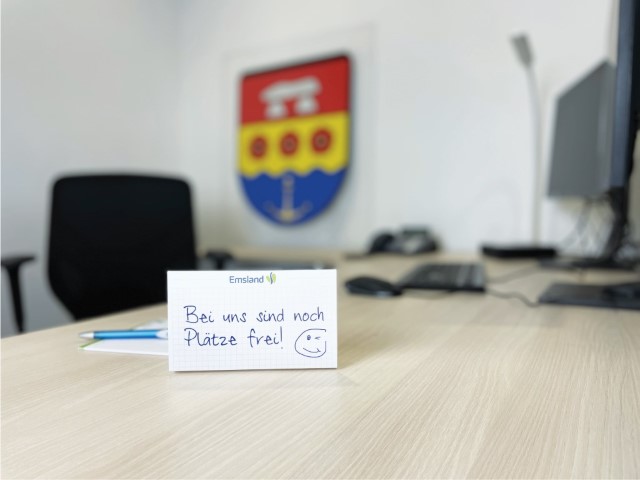 Emsland
Bei uns sind noch
Plätze frei!